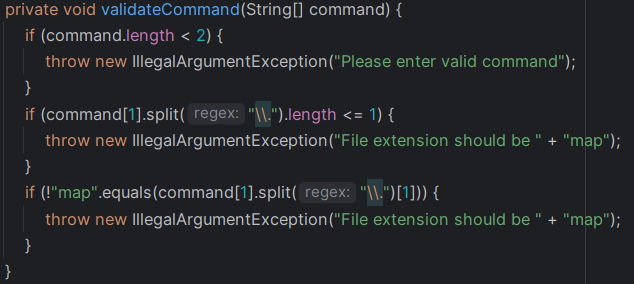 private void validateCommand(String[] command) {
if (command.length < 2) {
throw new IllegalArgumentException("Please enter valid command");
}
if (command[1].split( regex: "\\.").length <= 1) {
throw new IllegalArgumentException("File extension should be " + "map");
}
if (!"map".equals(command[1].split( regex: "\\.")[1])) {
throw new IllegalArgumentException("File extension should be " + "map");
}
}